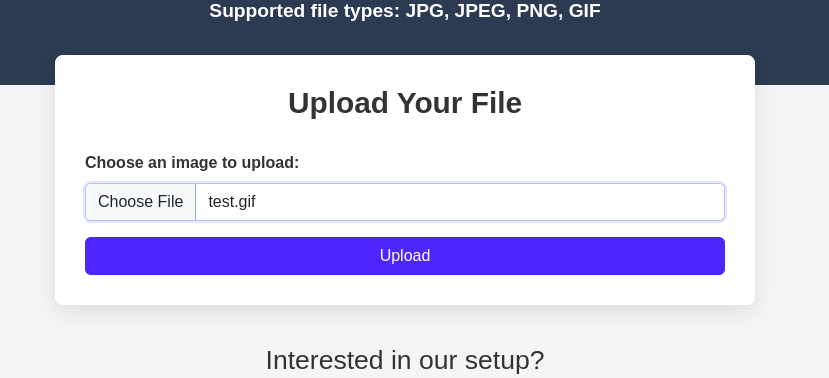 Supported file types: JPG, JPEG, PNG, GIF
Upload Your File
Choose an image to upload:
Choose File test.gif
Upload
Interested in our setup?